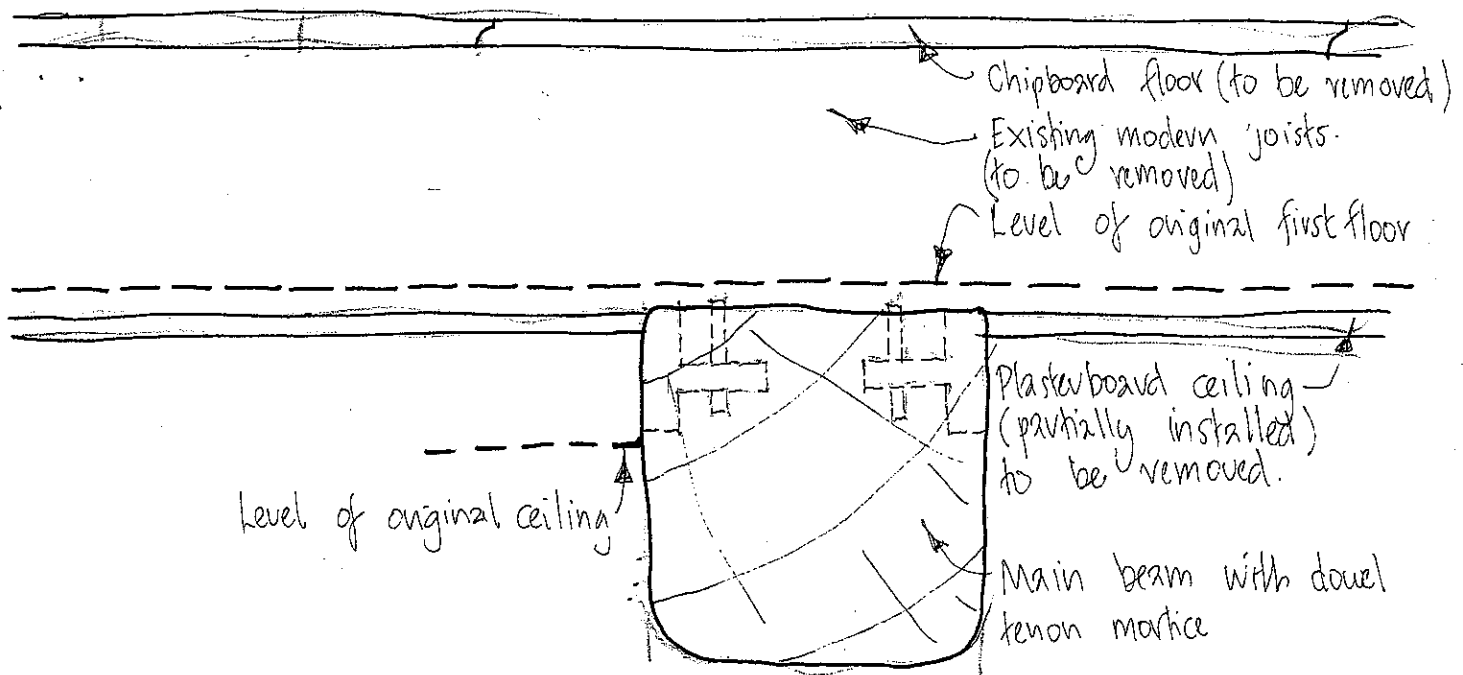 Chipboard floor (to be removed)
Existing modern joists.
(to be removed)
Level of original first floor
Plasterboard ceiling
(partially installed)
to be removed.
Level of original ceiling
Main beam with dowel
tenon mortice